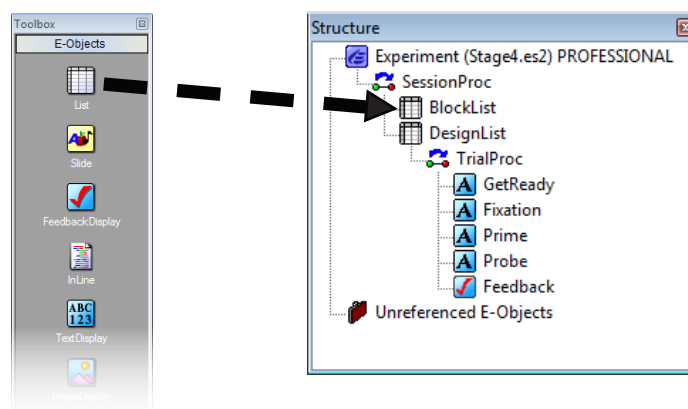 Toolbox
E-Objects
List
Slide
FeedbackDisplay
InLine
ABC
123
TextDisplay
ImageDisplay
Structure
Experiment (Stage4.es2) PROFESSIONAL
SessionProc
BlockList
DesignList
TrialProc
A GetReady
A Fixation
A Prime
A Probe
Feedback
Unreferenced E-Objects